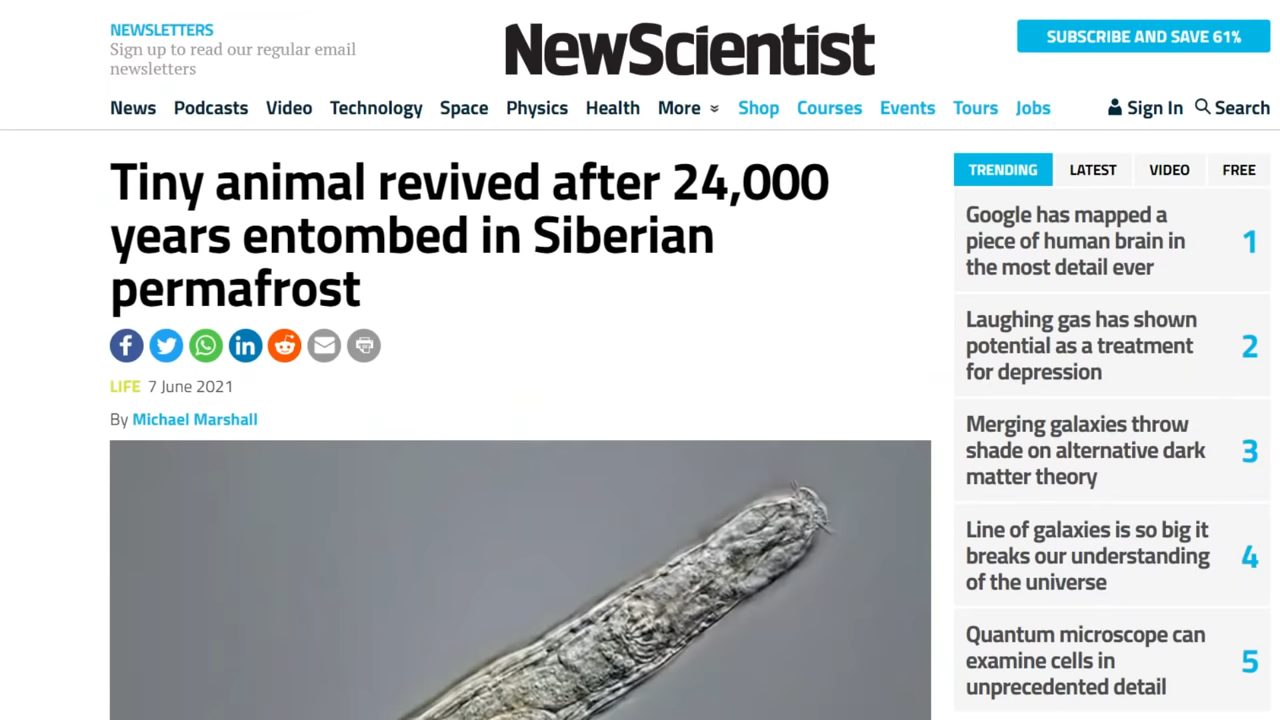 NEWSLETTERS
Sign up to read our regular email
newsletters
NewScientist
SUBSCRIBE AND SAVE 61%
News Podcasts Video Technology Space Physics Health More Shop Courses Events Tours Jobs Sign In Search
Tiny animal revived after 24,000
years entombed in Siberian
permafrost
LIFE 7 June 2021
By Michael Marshall
TRENDING LATEST VIDEO FREE
Google has mapped a
piece of human brain in
the most detail ever
1
Laughing gas has shown
potential as a treatment
for depression
2
Merging galaxies throw
shade on alternative dark
matter theory
3
Line of galaxies is so big it
breaks our understanding
of the universe
4
Quantum microscope can
examine cells in
unprecedented detail
5